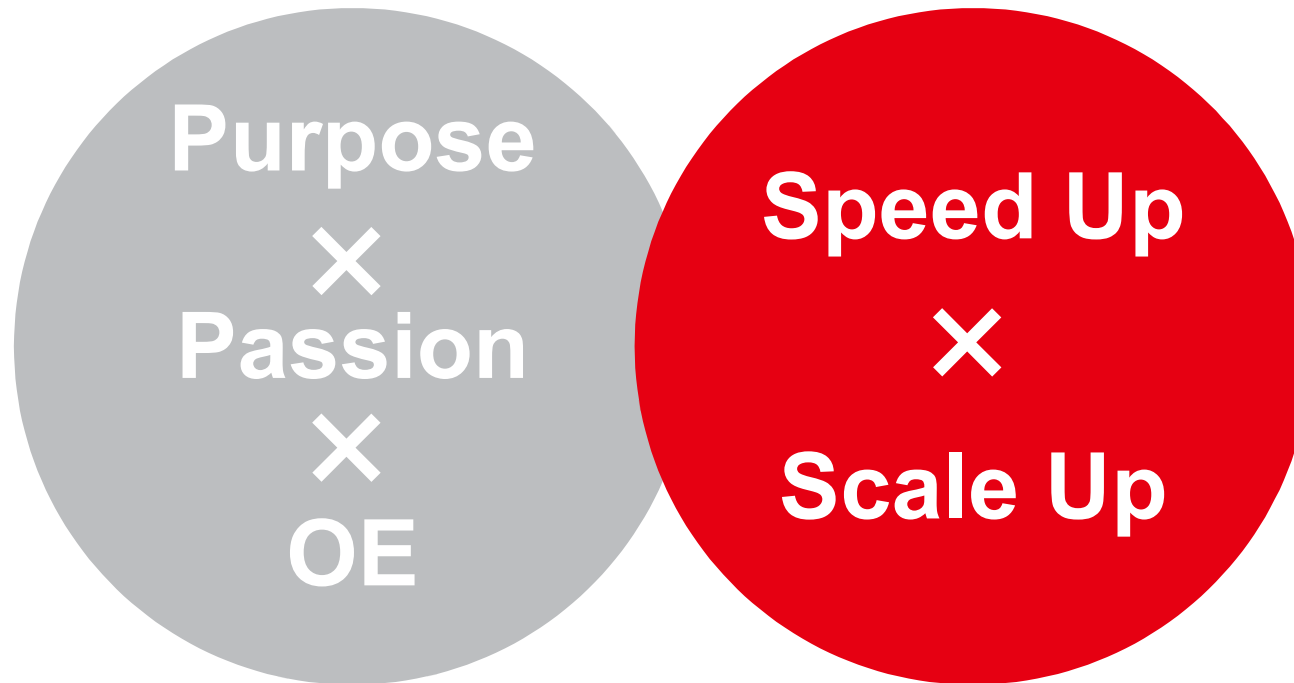 Purpose
×
Passion
×
OE
Speed Up
×
Scale Up